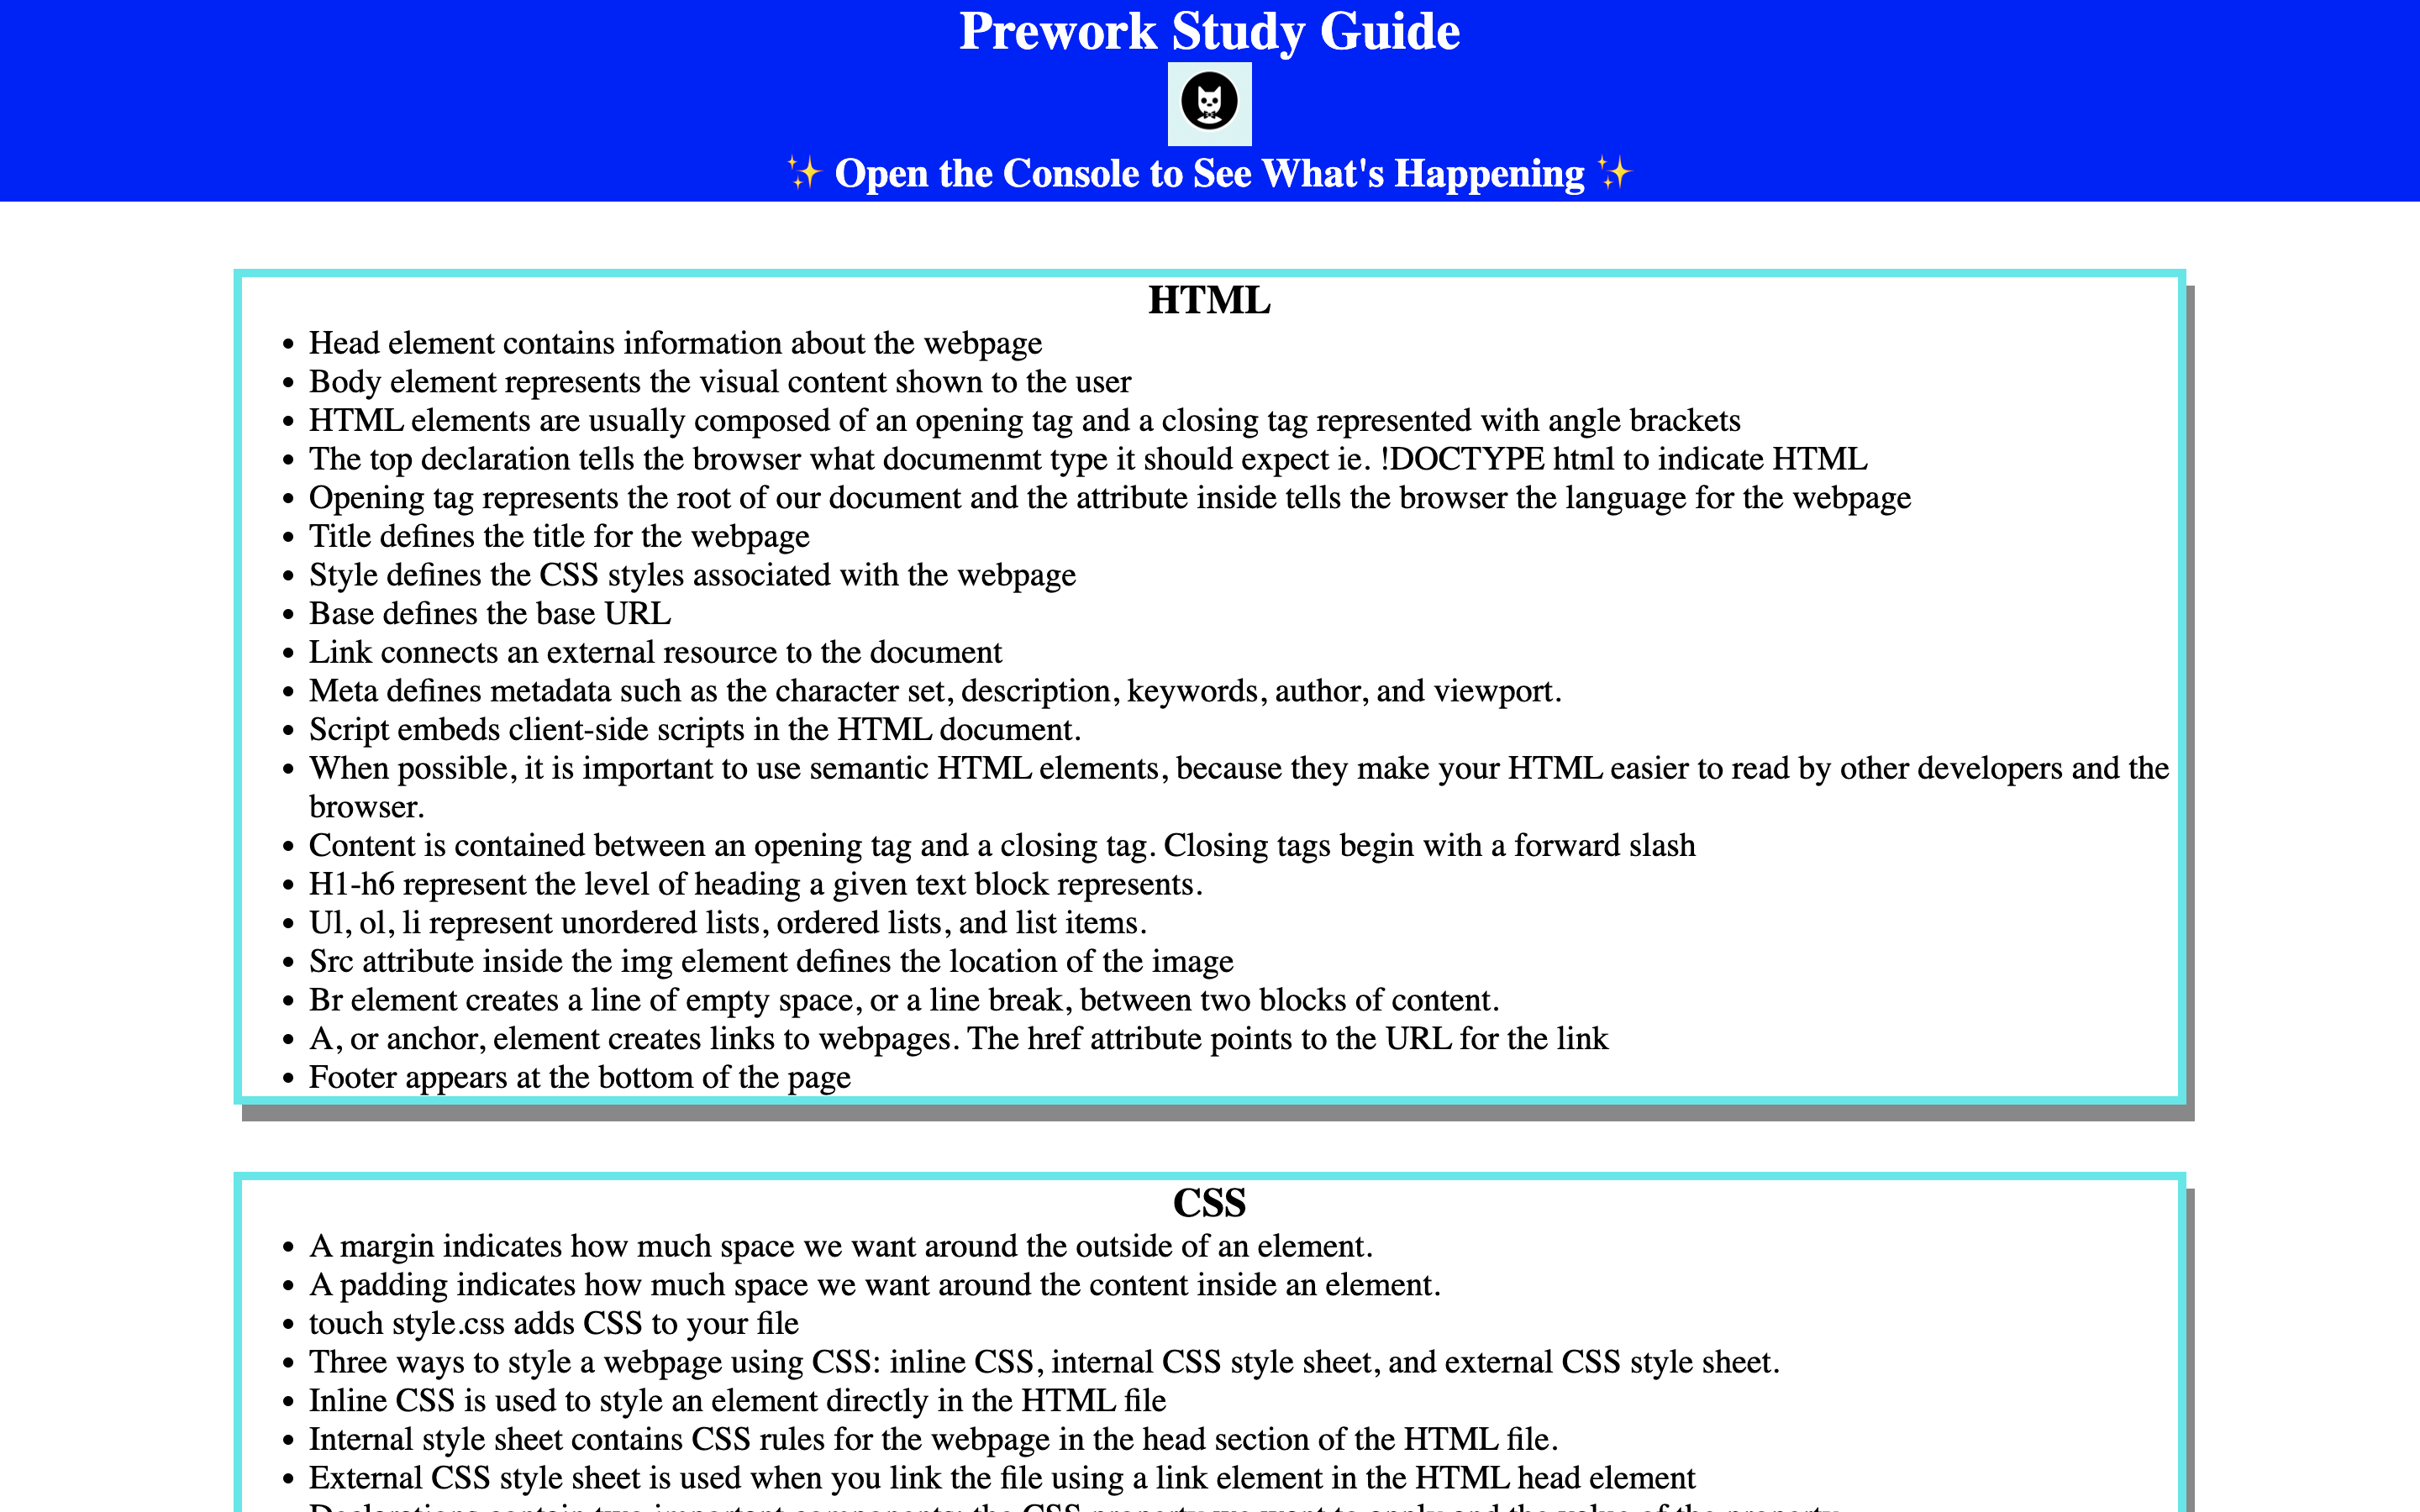 Prework Study Guide
✨ Open the Console to See What's Happening ✨
HTML
• Head element contains information about the webpage
• Body element represents the visual content shown to the user
• HTML elements are usually composed of an opening tag and a closing tag represented with angle brackets
• The top declaration tells the browser what documenmt type it should expect ie. !DOCTYPE html to indicate HTML
• Opening tag represents the root of our document and the attribute inside tells the browser the language for the webpage
• Title defines the title for the webpage
• Style defines the CSS styles associated with the webpage
• Base defines the base URL
• Link connects an external resource to the document
• Meta defines metadata such as the character set, description, keywords, author, and viewport.
• Script embeds client-side scripts in the HTML document.
• When possible, it is important to use semantic HTML elements, because they make your HTML easier to read by other developers and the
browser.
• Content is contained between an opening tag and a closing tag. Closing tags begin with a forward slash
• H1-h6 represent the level of heading a given text block represents.
• Ul, ol, li represent unordered lists, ordered lists, and list items.
• Src attribute inside the img element defines the location of the image
• Br element creates a line of empty space, or a line break, between two blocks of content.
• A, or anchor, element creates links to webpages. The href attribute points to the URL for the link
• Footer appears at the bottom of the page
CSS
• A margin indicates how much space we want around the outside of an element.
• A padding indicates how much space we want around the content inside an element.
• touch style.css adds CSS to your file
• Three ways to style a webpage using CSS: inline CSS, internal CSS style sheet, and external CSS style sheet.
• Inline CSS is used to style an element directly in the HTML file
• Internal style sheet contains CSS rules for the webpage in the head section of the HTML file.
• External CSS style sheet is used when you link the file using a link element in the HTML head element
• Declarations contain two important components: the CSS property we want to apply and the value of the property